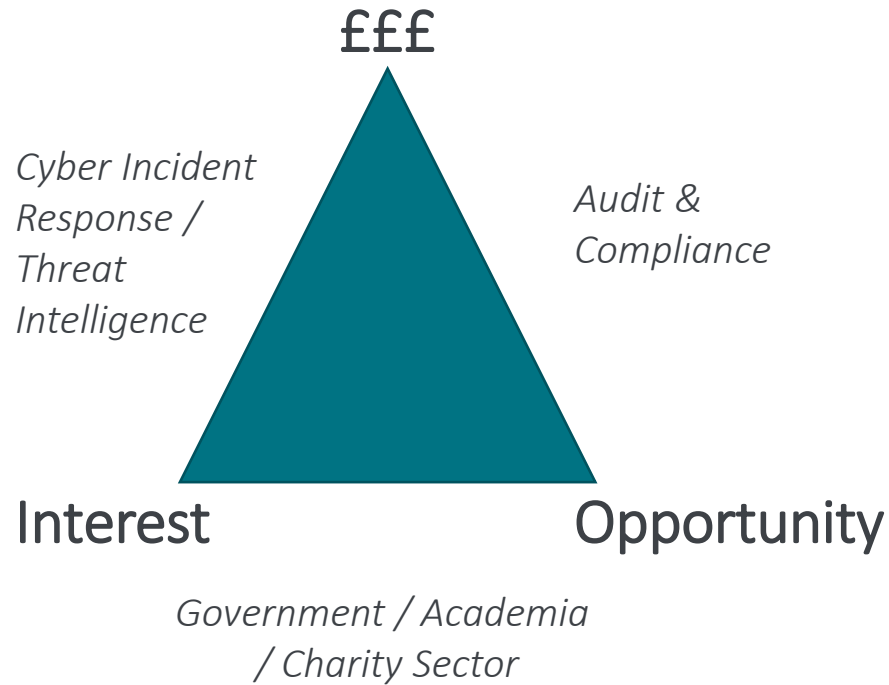 £££
Cyber Incident
Response /
Threat
Intelligence
Audit &
Compliance
Interest
Opportunity
Government / Academia
/ Charity Sector